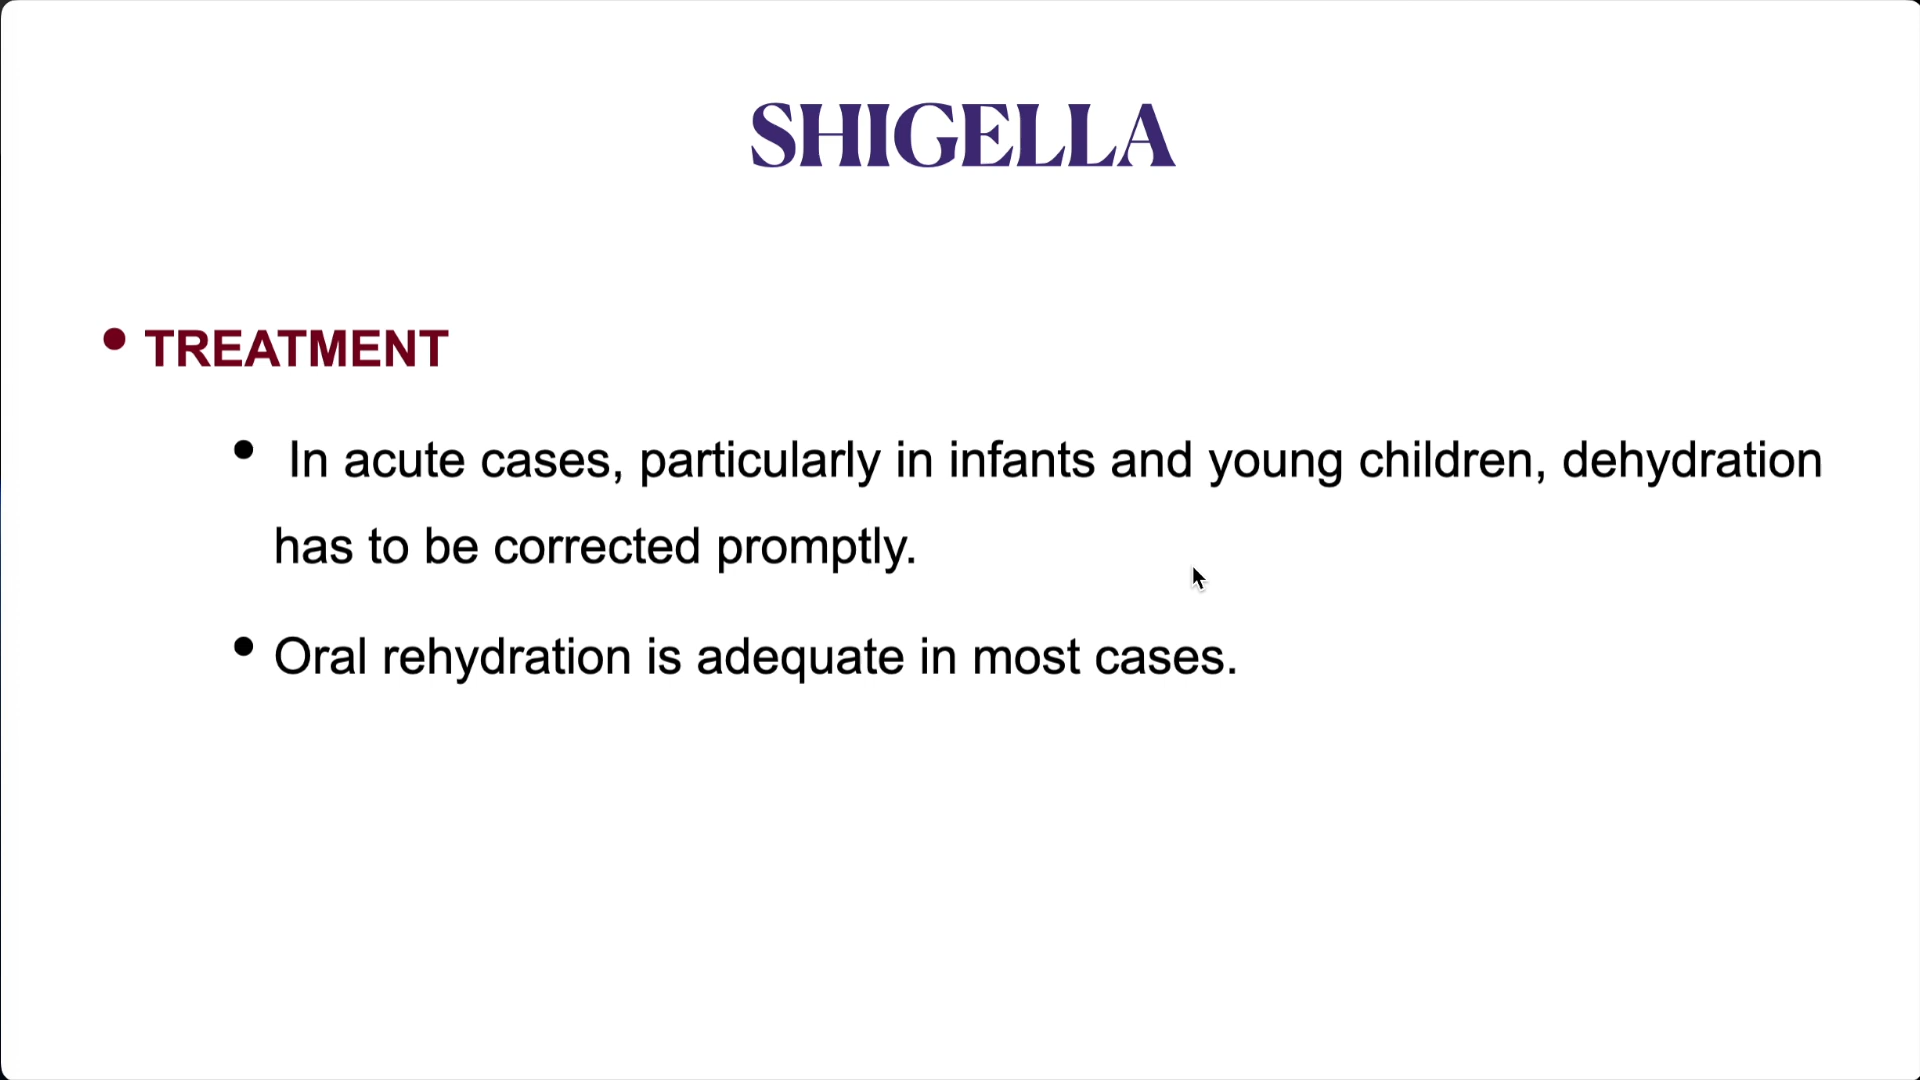 SHIGELLA
• TREATMENT
• In acute cases, particularly in infants and young children, dehydration
has to be corrected promptly.
• Oral rehydration is adequate in most cases.